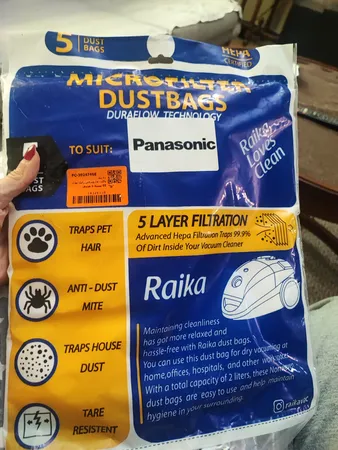 5 DUST
BAGS
HEPA
CERTIFIED
MICROFILTER
DUSTBAGS
DURAFLOW TECHNOLOGY
TO SUIT:
Panasonic
Raika
Loves
Clean
BAGS
TRAPS PET
HAIR
ANTI - DUST
MITE
TRAPS HOUSE
DUST
TARE
RESISTENT
5 LAYER FILTRATION
Advanced Hepa Filtration Traps 99.9%
Of Dirt Inside Your Vacuum Cleaner
Raika
Maintaining cleanliness
has got more relaxed and
hassle-free with Raika dust bags.
You can use this dust bag for dry vacuuming at
home,offices, hospitals, and other workplaces
With a total capacity of 2 liters, these
dust bags are easy to use and help maintain
hygiene in your surrounding.